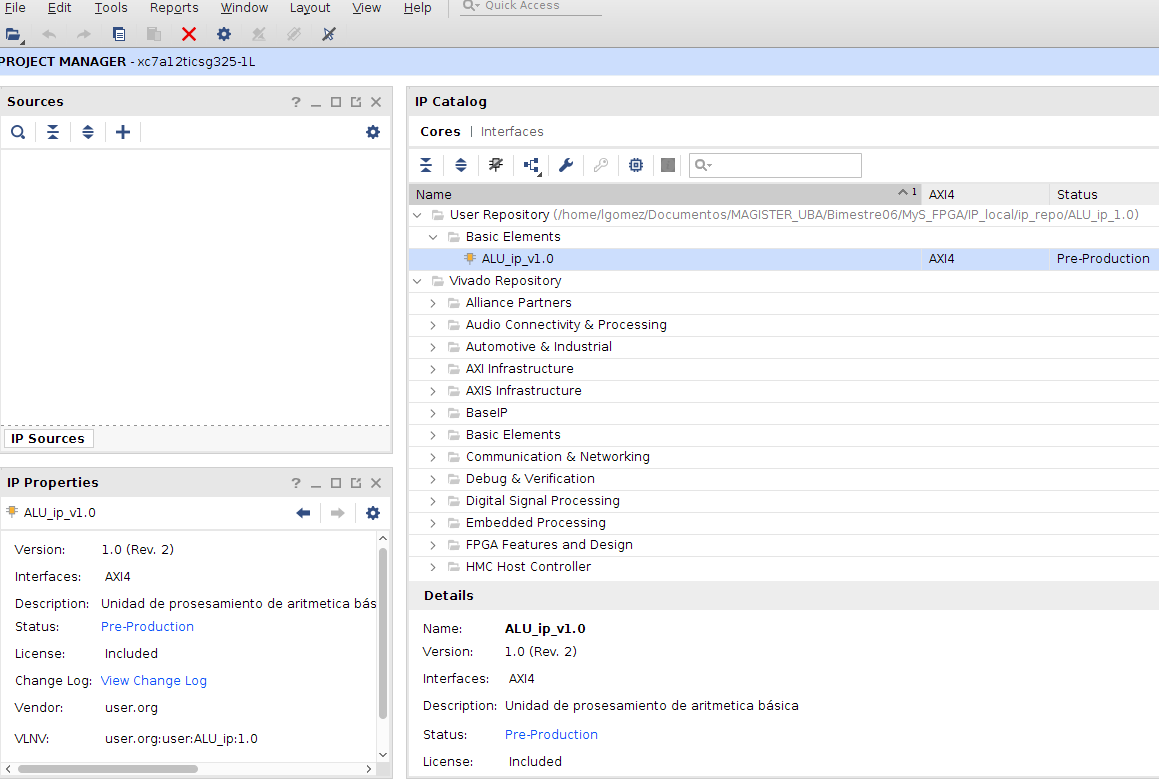 File Edit Tools Reports Window Layout View Help Quick Access
PROJECT MANAGER - xc7a12ticsg325-1L
Sources
IP Sources
IP Properties
ALU_ip_v1.0
Version: 1.0 (Rev. 2)
Interfaces: AXI4
Description: Unidad de prosesamiento de aritmetica bás
Status: Pre-Production
License: Included
Change Log: View Change Log
Vendor: user.org
VLNV: user.org:user:ALU_ip:1.0
IP Catalog
Cores | Interfaces
Name 1 AXI4 Status
User Repository (/home/lgomez/Documentos/MAGISTER_UBA/Bimestre06/MyS_FPGA/IP_local/ip_repo/ALU_ip_1.0)
Basic Elements
ALU_ip_v1.0 AXI4 Pre-Production
Vivado Repository
Alliance Partners
Audio Connectivity & Processing
Automotive & Industrial
AXI Infrastructure
AXIS Infrastructure
BaseIP
Basic Elements
Communication & Networking
Debug & Verification
Digital Signal Processing
Embedded Processing
FPGA Features and Design
HMC Host Controller
Details
Name: ALU_ip_v1.0
Version: 1.0 (Rev. 2)
Interfaces: AXI4
Description: Unidad de prosesamiento de aritmetica básica
Status: Pre-Production
License: Included